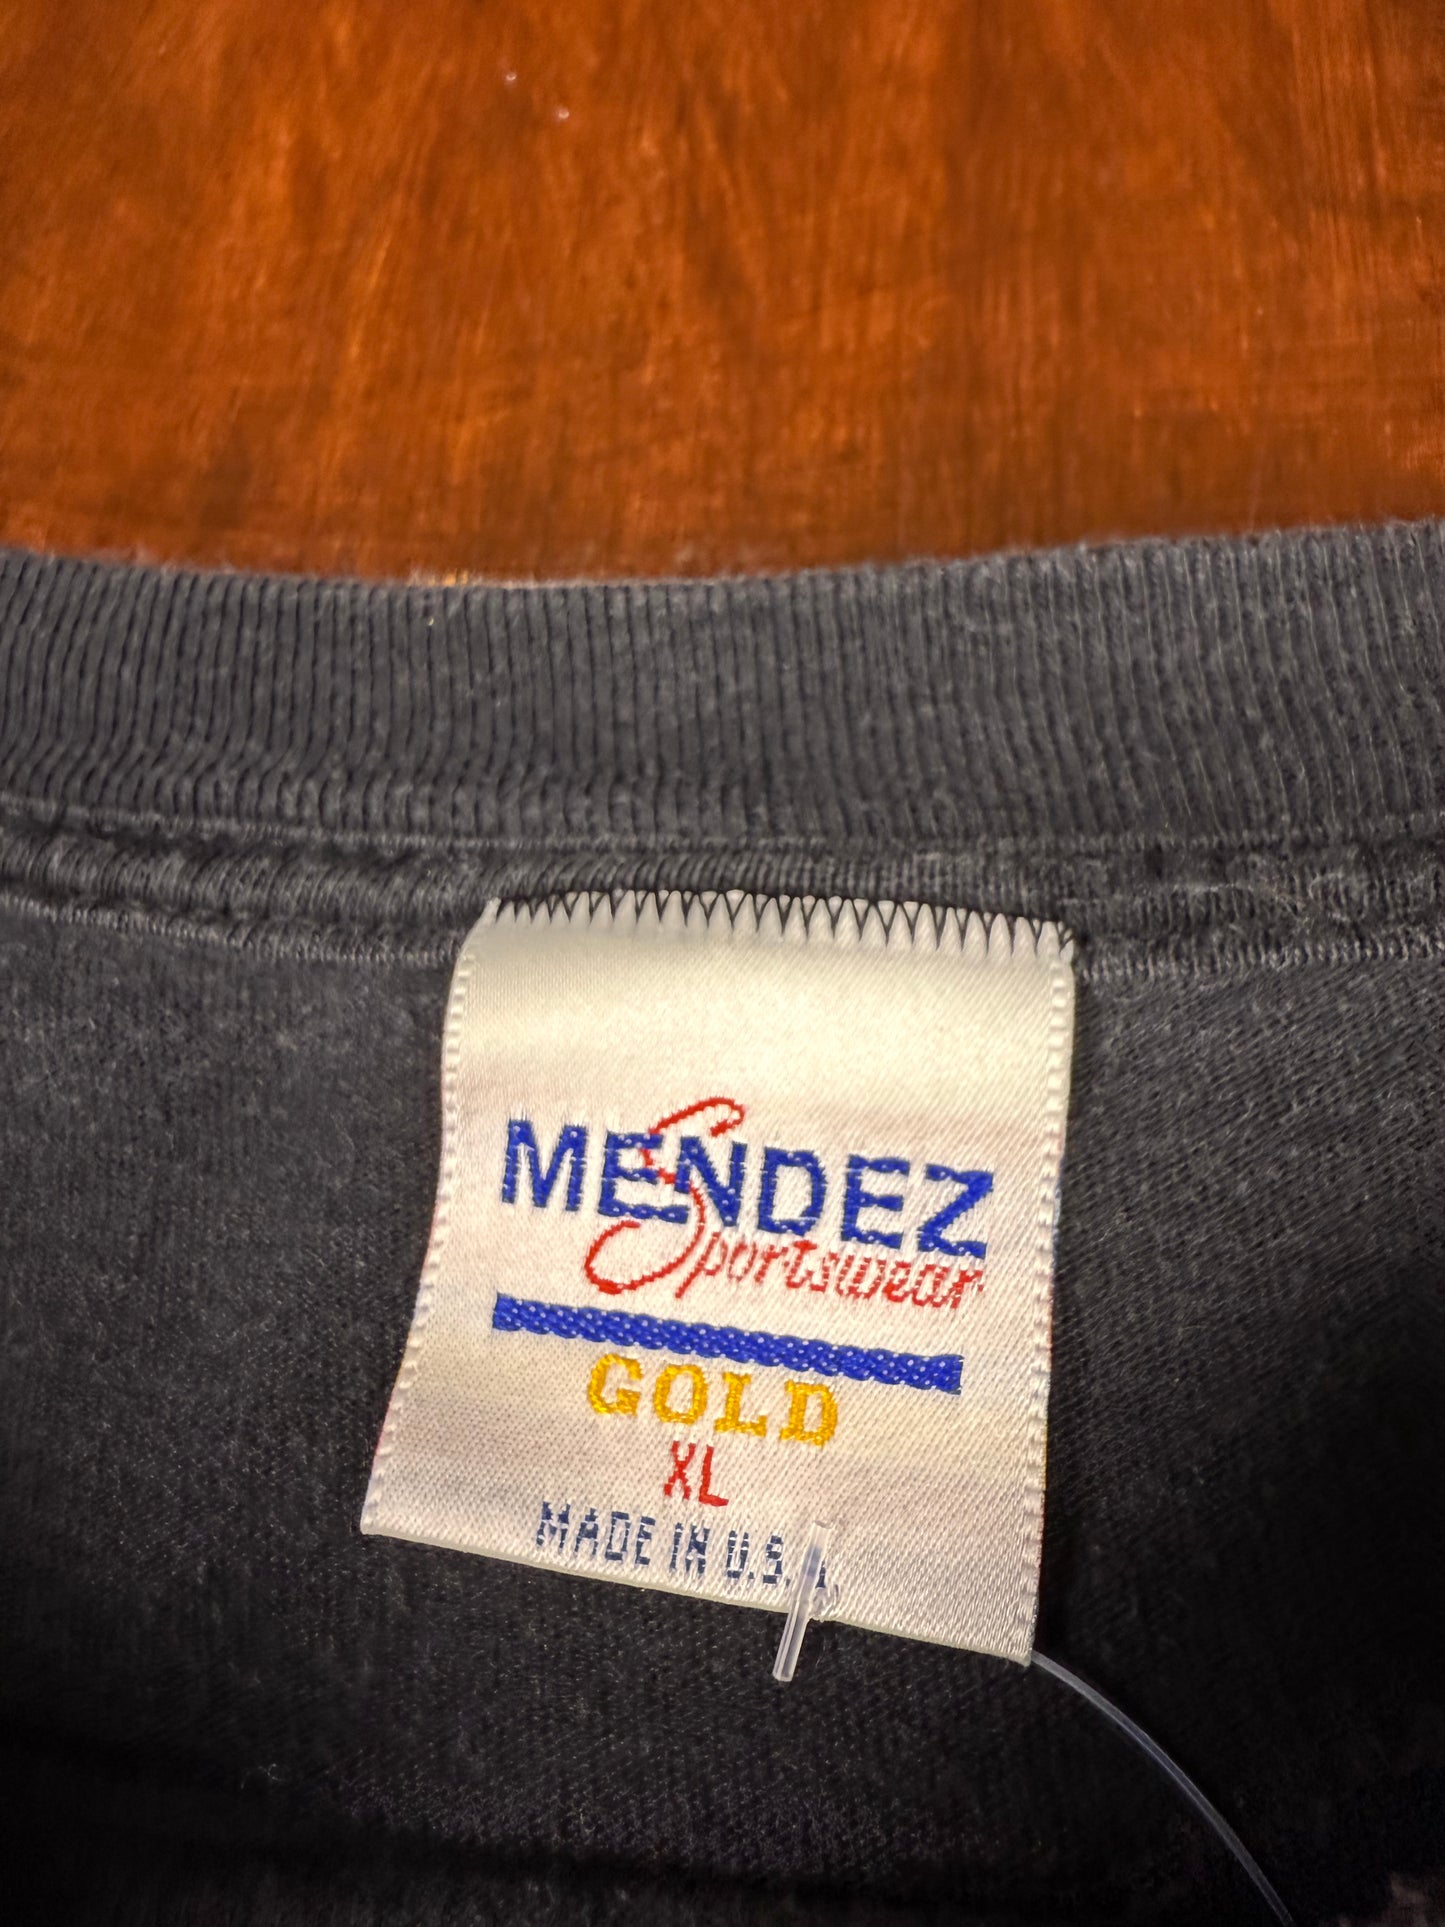 MENDEZ
Sportswear
GOLD
XL
MADE IN U.S.A.